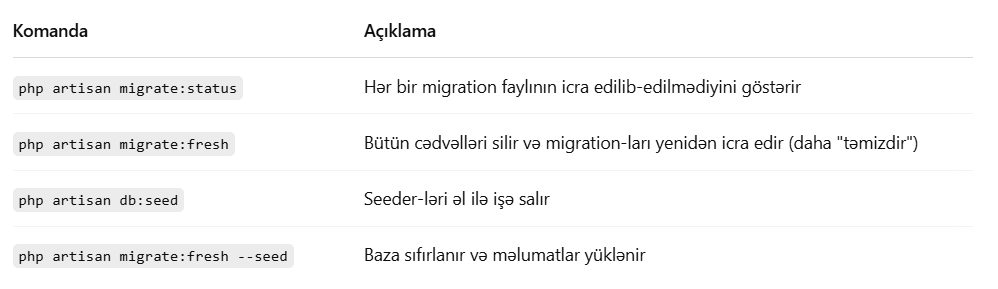 Komanda Açıklama
php artisan migrate:status Hər bir migration faylının icra edilib-edilmədiyini göstərir
php artisan migrate:fresh Bütün cədvəlləri silir və migration-ları yenidən icra edir (daha "təmizdir")
php artisan db:seed Seeder-ləri əl ilə işə salır
php artisan migrate:fresh --seed Baza sıfırlanır və məlumatlar yüklənir